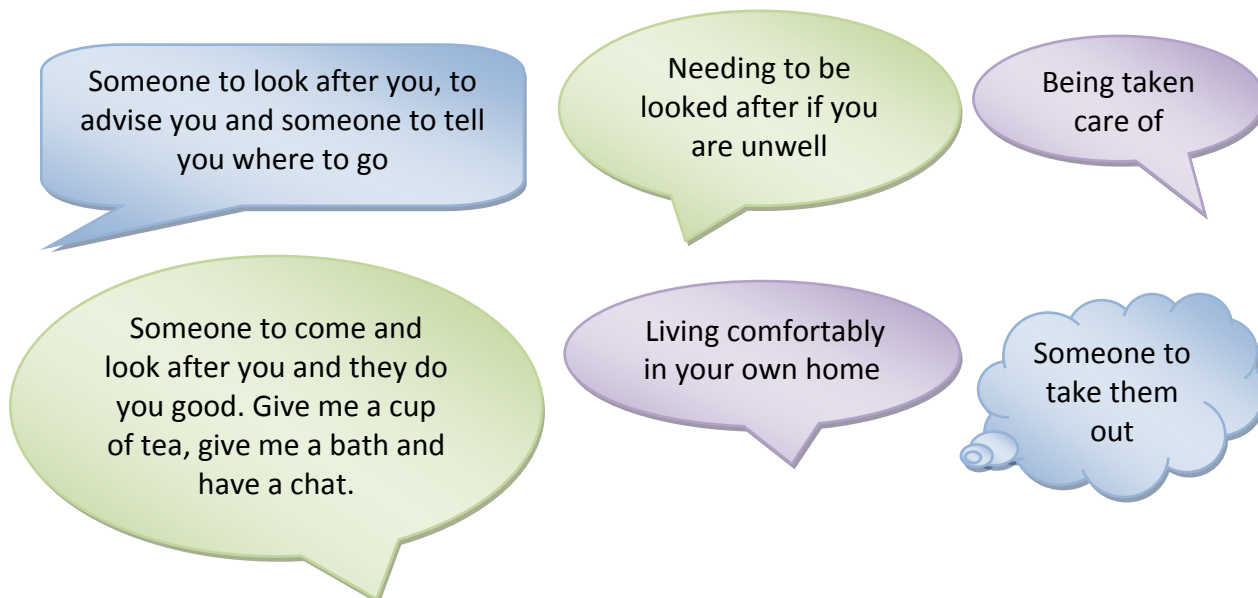 Someone to look after you, to
advise you and someone to tell
you where to go
Needing to be
looked after if you
are unwell
Being taken
care of
Someone to come and
look after you and they do
you good. Give me a cup
of tea, give me a bath and
have a chat.
Living comfortably
in your own home
Someone to
take them
out